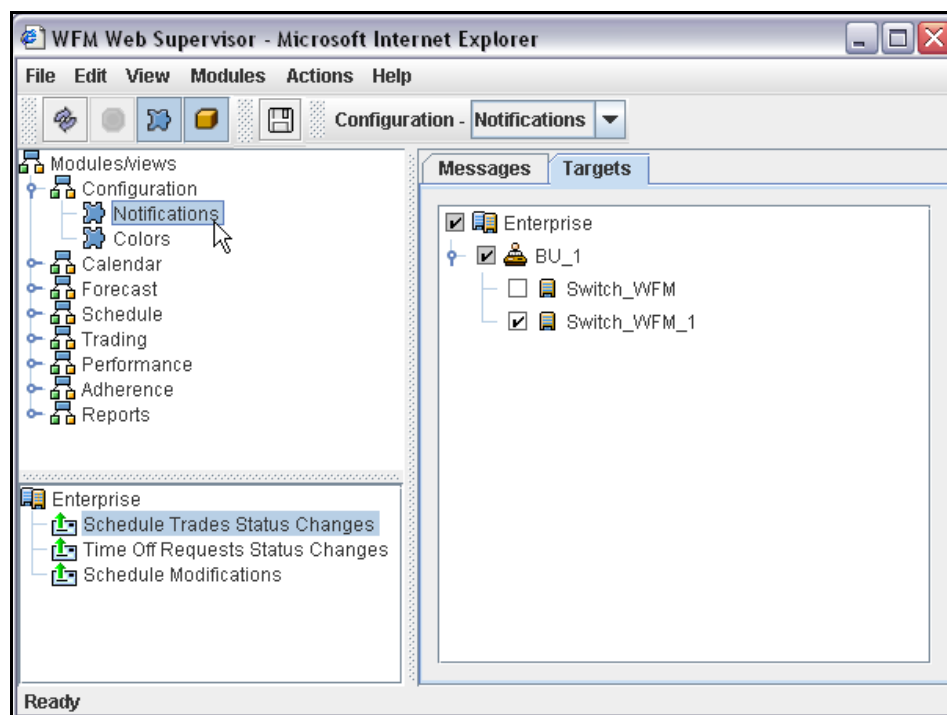 WFM Web Supervisor - Microsoft Internet Explorer
File Edit View Modules Actions Help
Configuration - Notifications
Modules/views
Configuration
Notifications
Colors
Calendar
Forecast
Schedule
Trading
Performance
Adherence
Reports
Enterprise
Schedule Trades Status Changes
Time Off Requests Status Changes
Schedule Modifications
Messages Targets
Enterprise
BU_1
Switch_WFM
Switch_WFM_1
Ready